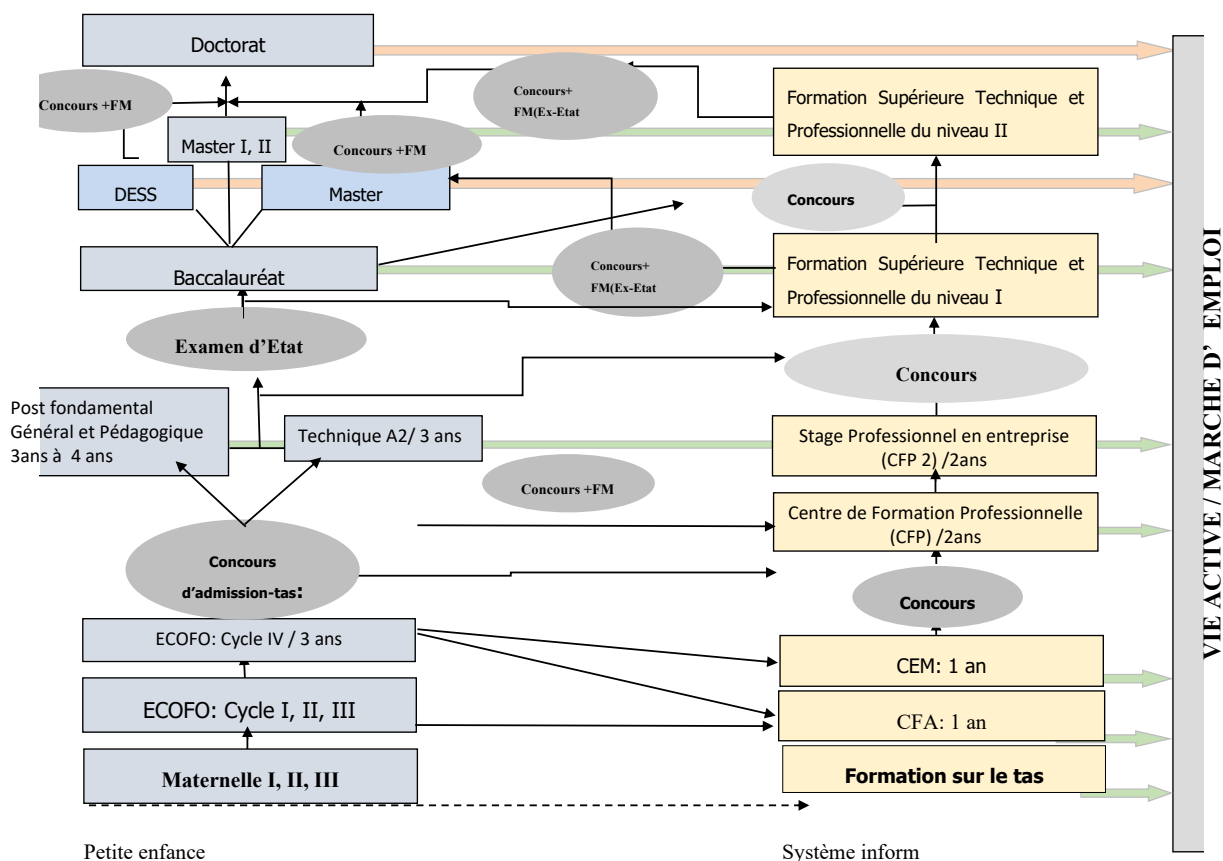 Doctorat
Concours +FM
Concours+
FM(Ex-Etat
Formation Supérieure Technique et
Professionnelle du niveau II
Master I, II
Concours +FM
DESS
Master
Concours
Baccalauréat
Concours+
FM(Ex-Etat
Formation Supérieure Technique et
Professionnelle du niveau I
Examen d'Etat
Concours
Post fondamental
Général et Pédagogique
3ans à 4 ans
Technique A2/ 3 ans
Stage Professionnel en entreprise
(CFP 2) /2ans
Concours +FM
Centre de Formation Professionnelle
(CFP) /2ans
Concours
d'admission-tas:
Concours
ECOFO: Cycle IV / 3 ans
CEM: 1 an
ECOFO: Cycle I, II, III
CFA: 1 an
Maternelle I, II, III
Formation sur le tas
Petite enfance
Système inform
VIE ACTIVE / MARCHE D' EMPLOI